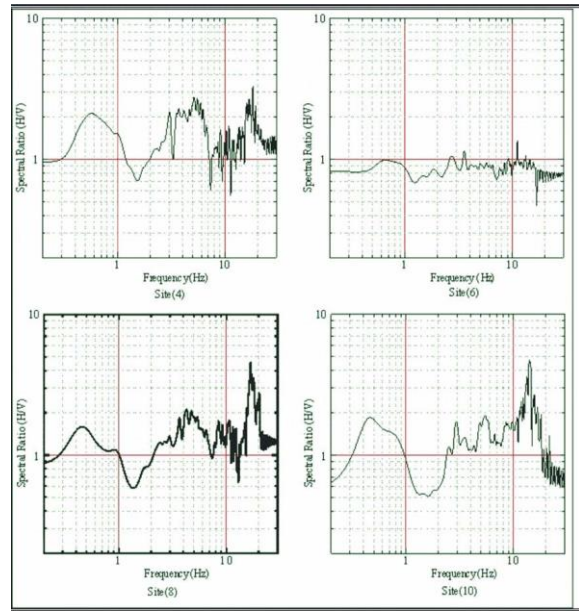 10
10
Spectral Ratio (H/V)
Spectral Ratio (H/V)
1
1
1
10
1
10
Frequency(Hz)
Frequency(Hz)
Site(4)
Site(6)
10
10
Spectral Ratio (H/V)
Spectral Ratio (H/V)
1
1
1
10
1
10
Frequency(Hz)
Frequency(Hz)
Site(8)
Site(10)